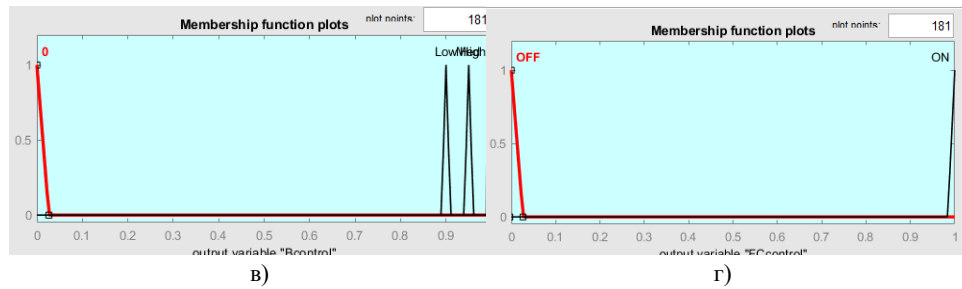 Membership function plots
plot points:
181
0
Low
High
1
0.5
0
0 0.1 0.2 0.3 0.4 0.5 0.6 0.7 0.8 0.9
output variable "Bcontrol"
в)
Membership function plots
plot points:
181
OFF
ON
1
0.5
0
0 0.1 0.2 0.3 0.4 0.5 0.6 0.7 0.8 0.9 1
output variable "FCcontrol"
г)